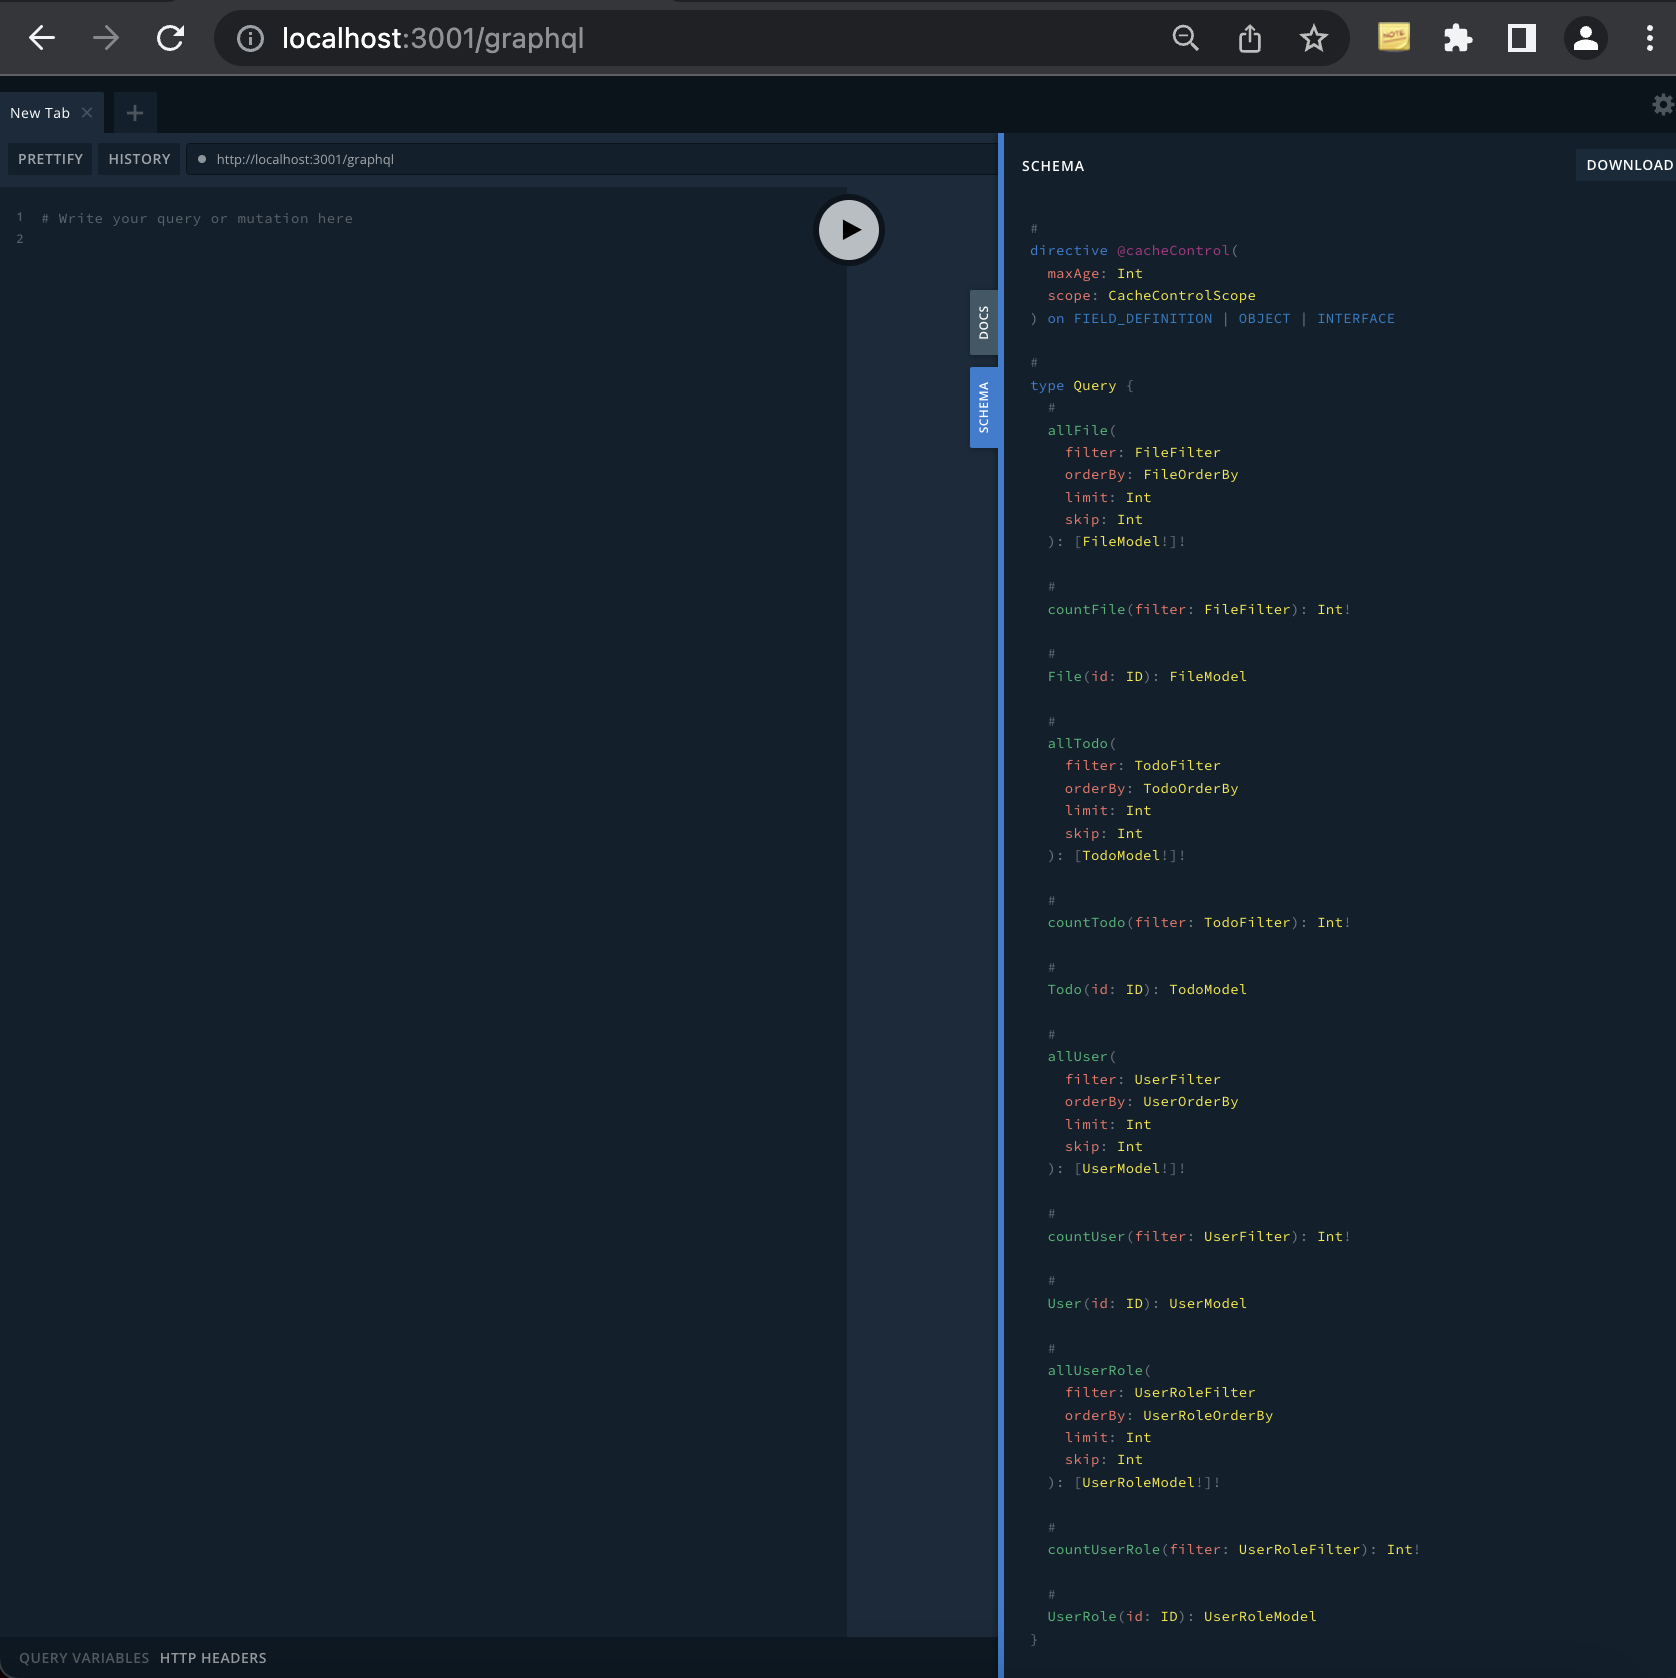 localhost:3001/graphql
NOTE
New Tab
PRETTIFY HISTORY http://localhost:3001/graphql
1 # Write your query or mutation here
2
DOCS
SCHEMA
SCHEMA
DOWNLOAD
#
directive @cacheControl(
  maxAge: Int
  scope: CacheControlScope
) on FIELD_DEFINITION | OBJECT | INTERFACE
#
type Query {
  #
  allFile(
    filter: FileFilter
    orderBy: FileOrderBy
    limit: Int
    skip: Int
  ): [FileModel!]!
  #
  countFile(filter: FileFilter): Int!
  #
  File(id: ID): FileModel
  #
  allTodo(
    filter: TodoFilter
    orderBy: TodoOrderBy
    limit: Int
    skip: Int
  ): [TodoModel!]!
  #
  countTodo(filter: TodoFilter): Int!
  #
  Todo(id: ID): TodoModel
  #
  allUser(
    filter: UserFilter
    orderBy: UserOrderBy
    limit: Int
    skip: Int
  ): [UserModel!]!
  #
  countUser(filter: UserFilter): Int!
  #
  User(id: ID): UserModel
  #
  allUserRole(
    filter: UserRoleFilter
    orderBy: UserRoleOrderBy
    limit: Int
    skip: Int
  ): [UserRoleModel!]!
  #
  countUserRole(filter: UserRoleFilter): Int!
  #
  UserRole(id: ID): UserRoleModel
}
QUERY VARIABLES HTTP HEADERS